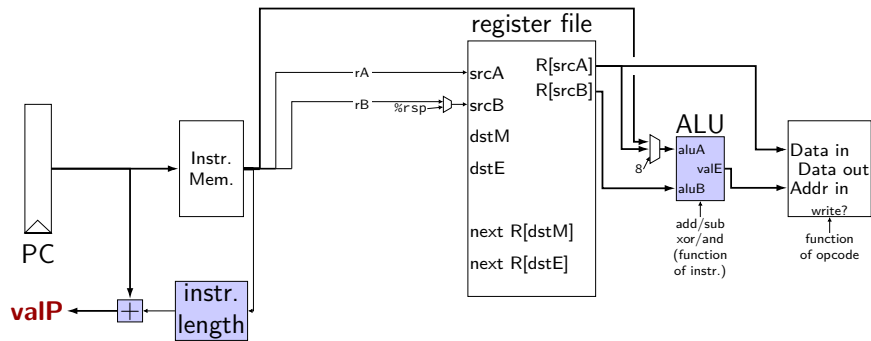 register file
rA
srcA
R[srcA]
rB
%rsp
srcB
R[srcB]
Instr.
Mem.
dstM
dstE
8
ALU
aluA
valE
aluB
Data in
Data out
Addr in
write?
PC
next R[dstM]
next R[dstE]
add/sub
xor/and
(function
of instr.)
function
of opcode
valP
+
instr.
length